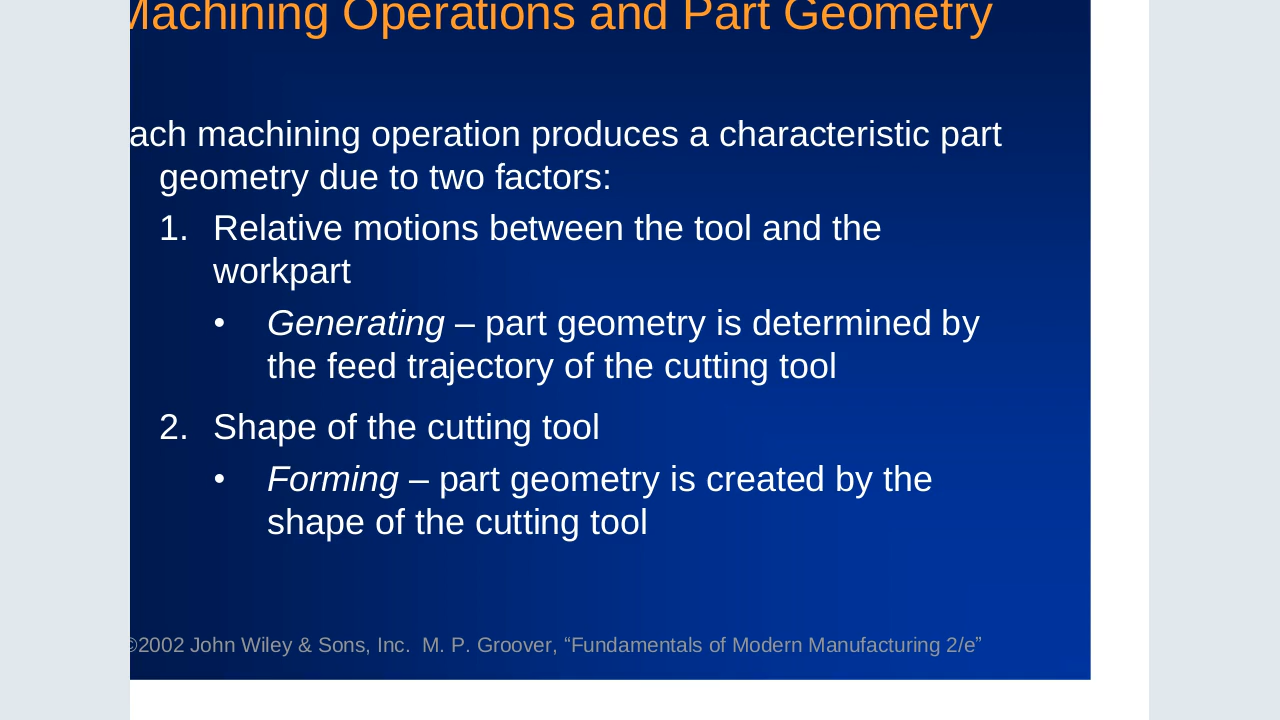 Machining Operations and Part Geometry
ach machining operation produces a characteristic part
geometry due to two factors:
1. Relative motions between the tool and the
workpart
• Generating – part geometry is determined by
the feed trajectory of the cutting tool
2. Shape of the cutting tool
• Forming – part geometry is created by the
shape of the cutting tool
©2002 John Wiley & Sons, Inc.  M. P. Groover, “Fundamentals of Modern Manufacturing 2/e”